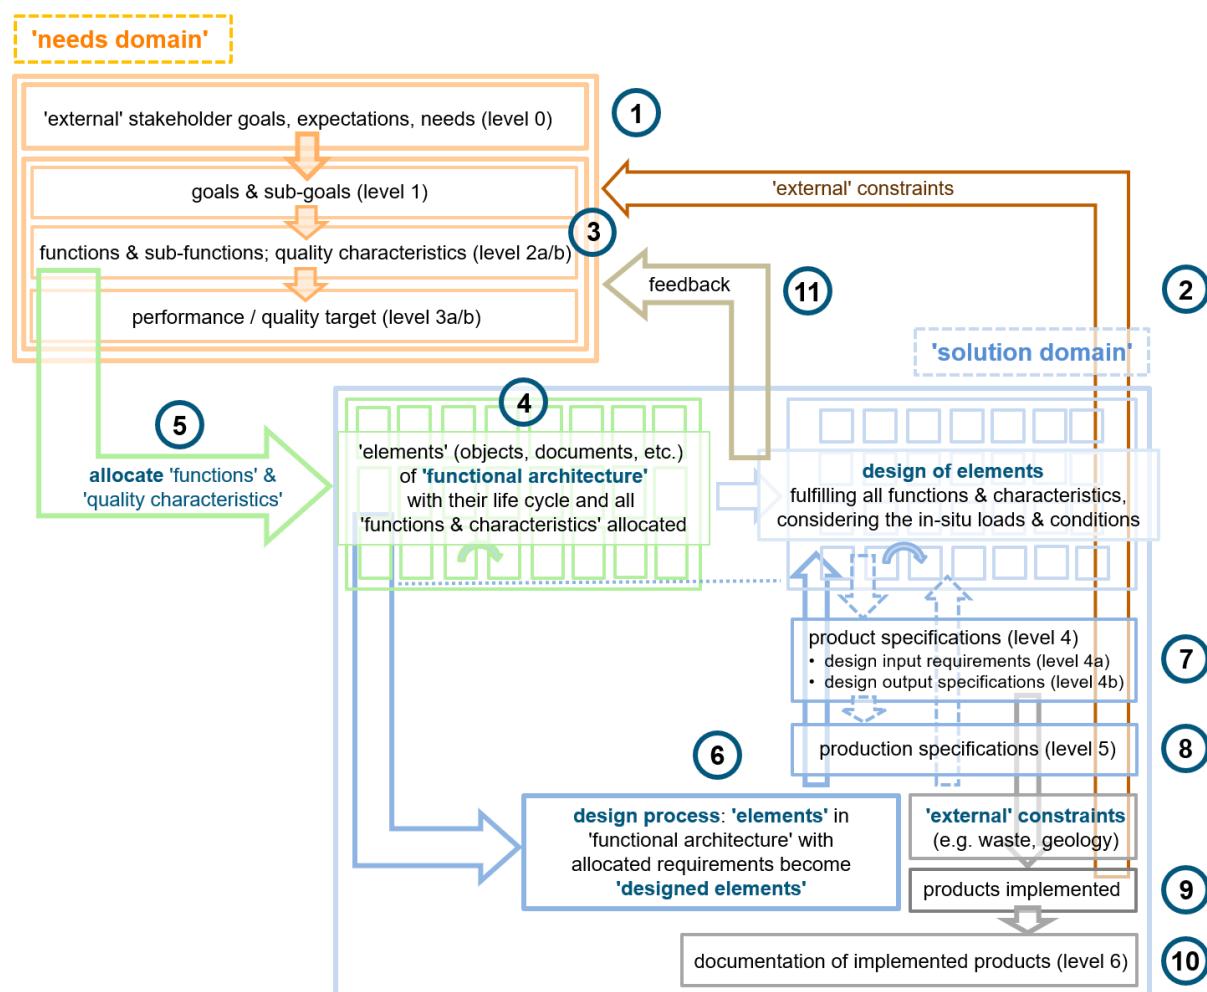 'needs domain'
'external' stakeholder goals, expectations, needs (level 0)
1
goals & sub-goals (level 1)
'external' constraints
3
functions & sub-functions; quality characteristics (level 2a/b)
feedback
11
2
performance / quality target (level 3a/b)
'solution domain'
5
4
allocate 'functions' &
'quality characteristics'
'elements' (objects, documents, etc.)
of 'functional architecture'
with their life cycle and all
'functions & characteristics' allocated
design of elements
fulfilling all functions & characteristics,
considering the in-situ loads & conditions
product specifications (level 4)
• design input requirements (level 4a)
• design output specifications (level 4b)
7
production specifications (level 5)
8
6
design process: 'elements' in
'functional architecture' with
allocated requirements become
'designed elements'
'external' constraints
(e.g. waste, geology)
products implemented
9
documentation of implemented products (level 6)
10